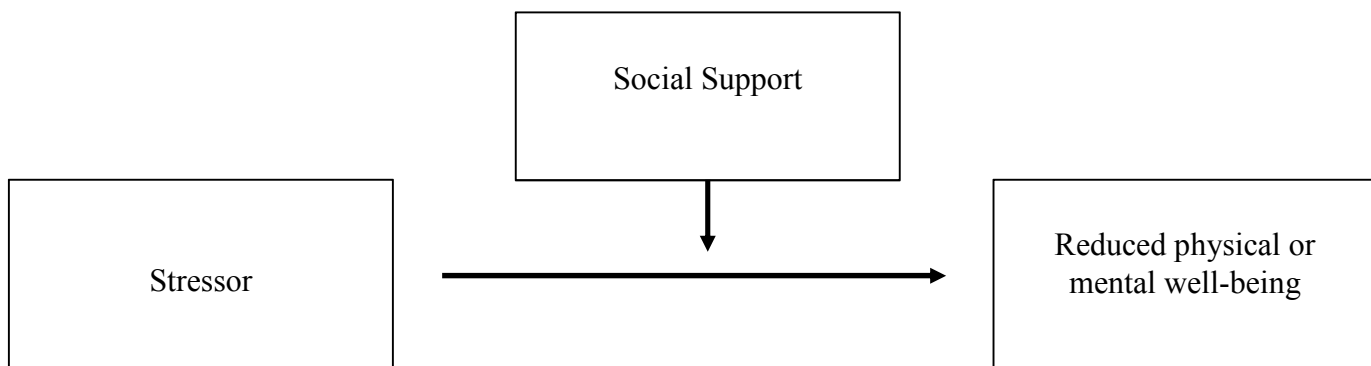 Social Support
Stressor
Reduced physical or
mental well-being